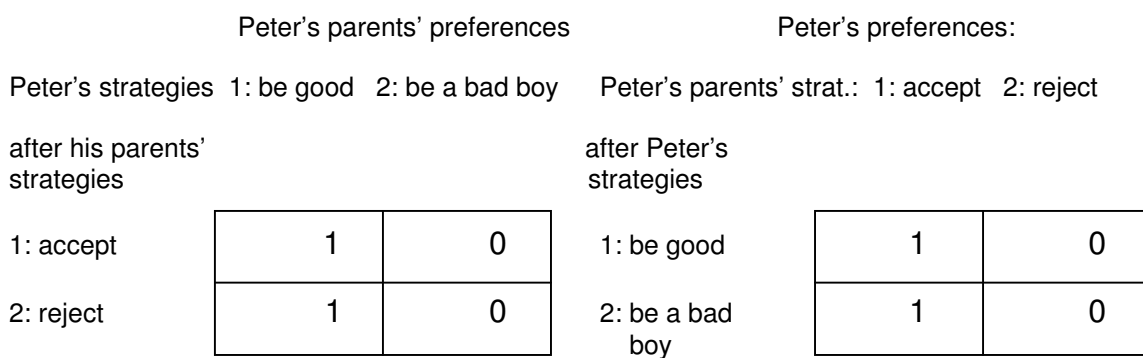 Peter’s parents’ preferences Peter’s preferences:
Peter’s strategies 1: be good 2: be a bad boy Peter’s parents’ strat.: 1: accept 2: reject
after his parents’ after Peter’s
strategies strategies
1: accept 1 0 1: be good 1 0
2: reject 1 0 2: be a bad 1 0
boy